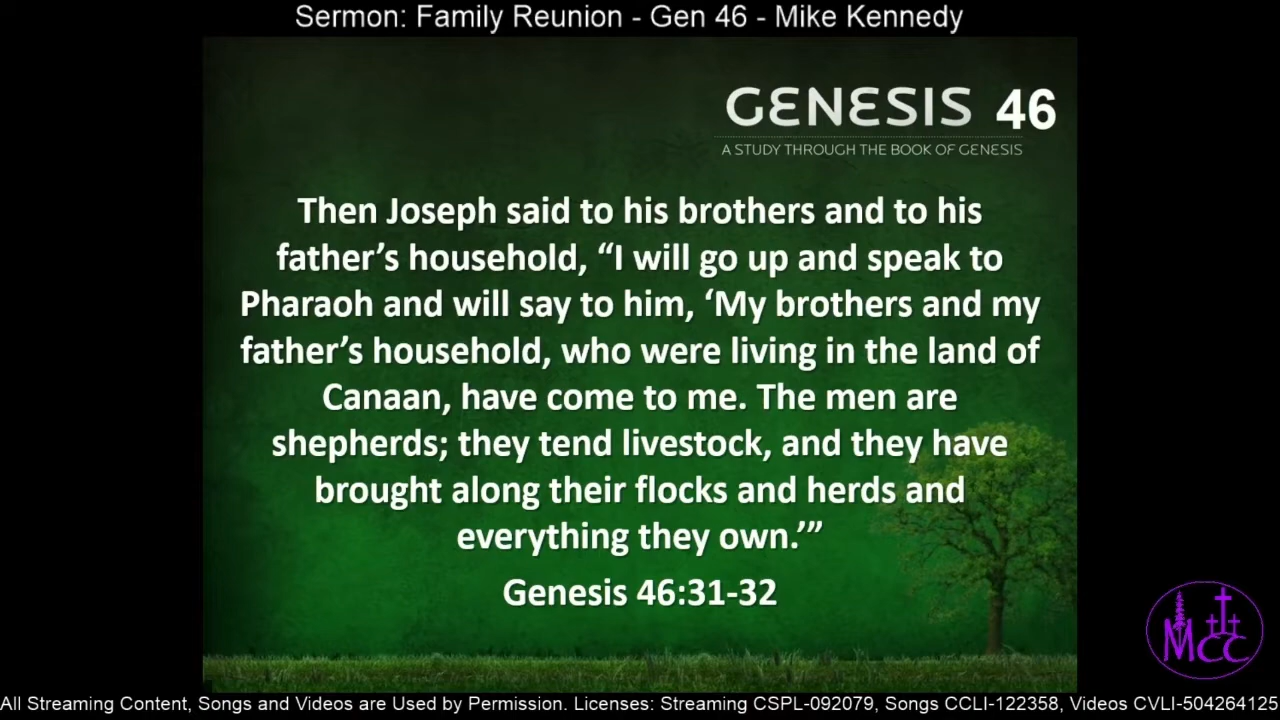 Sermon: Family Reunion - Gen 46 - Mike Kennedy
GENESIS 46
A STUDY THROUGH THE BOOK OF GENESIS
Then Joseph said to his brothers and to his
father’s household, “I will go up and speak to
Pharaoh and will say to him, ‘My brothers and my
father’s household, who were living in the land of
Canaan, have come to me. The men are
shepherds; they tend livestock, and they have
brought along their flocks and herds and
everything they own.’”
Genesis 46:31-32
MCC
All Streaming Content, Songs and Videos are Used by Permission. Licenses: Streaming CSPL-092079, Songs CCLI-122358, Videos CVLI-504264125